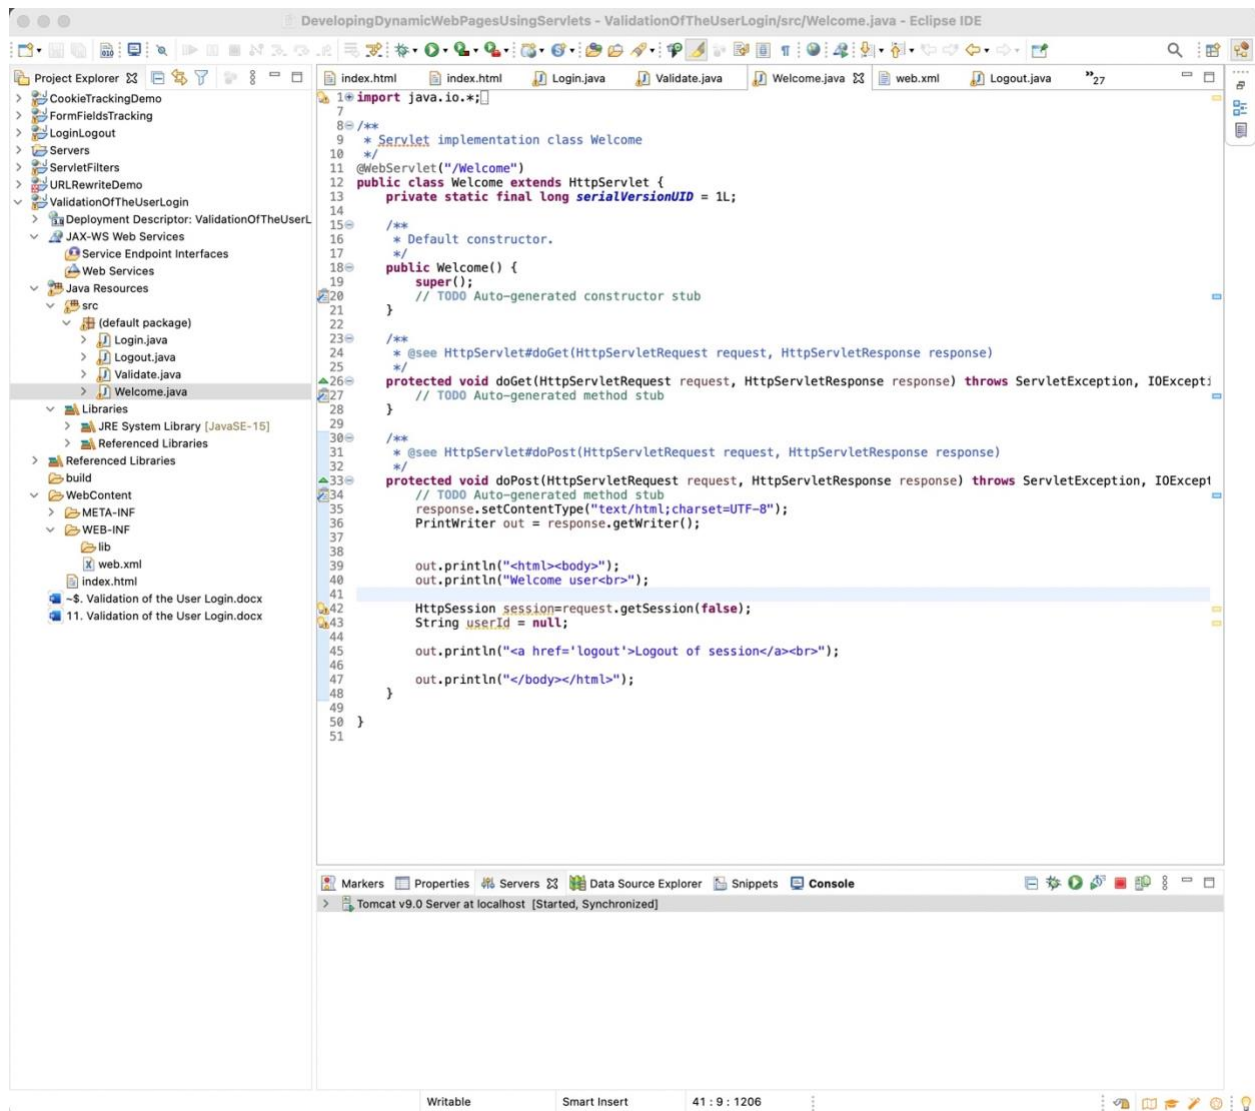 DevelopingDynamicWebPagesUsingServlets - ValidationOfTheUserLogin/src/Welcome.java - Eclipse IDE
Project Explorer
CookieTrackingDemo
FormFieldsTracking
LoginLogout
Servers
ServletFilters
URLRewriteDemo
ValidationOfTheUserLogin
Deployment Descriptor: ValidationOfTheUserL
JAX-WS Web Services
Service Endpoint Interfaces
Web Services
Java Resources
src
(default package)
Login.java
Logout.java
Validate.java
Welcome.java
Libraries
JRE System Library [JavaSE-15]
Referenced Libraries
Referenced Libraries
build
WebContent
META-INF
WEB-INF
lib
web.xml
index.html
~$. Validation of the User Login.docx
11. Validation of the User Login.docx
index.html index.html Login.java Validate.java Welcome.java web.xml Logout.java »27
1 import java.io.*;
7
8 /**
9 * Servlet implementation class Welcome
10 */
11 @WebServlet("/Welcome")
12 public class Welcome extends HttpServlet {
13 private static final long serialVersionUID = 1L;
14
15 /**
16 * Default constructor.
17 */
18 public Welcome() {
19 super();
20 // TODO Auto-generated constructor stub
21 }
22
23 /**
24 * @see HttpServlet#doGet(HttpServletRequest request, HttpServletResponse response)
25 */
26 protected void doGet(HttpServletRequest request, HttpServletResponse response) throws ServletException, IOExcepti
27 // TODO Auto-generated method stub
28 }
29
30 /**
31 * @see HttpServlet#doPost(HttpServletRequest request, HttpServletResponse response)
32 */
33 protected void doPost(HttpServletRequest request, HttpServletResponse response) throws ServletException, IOExcept
34 // TODO Auto-generated method stub
35 response.setContentType("text/html;charset=UTF-8");
36 PrintWriter out = response.getWriter();
37
38
39 out.println("<html><body>");
40 out.println("Welcome user<br>");
41
42 HttpSession session=request.getSession(false);
43 String userId = null;
44
45 out.println("<a href='logout'>Logout of session</a><br>");
46
47 out.println("</body></html>");
48 }
49
50 }
51
Markers Properties Servers Data Source Explorer Snippets Console
Tomcat v9.0 Server at localhost [Started, Synchronized]
Writable Smart Insert 41 : 9 : 1206